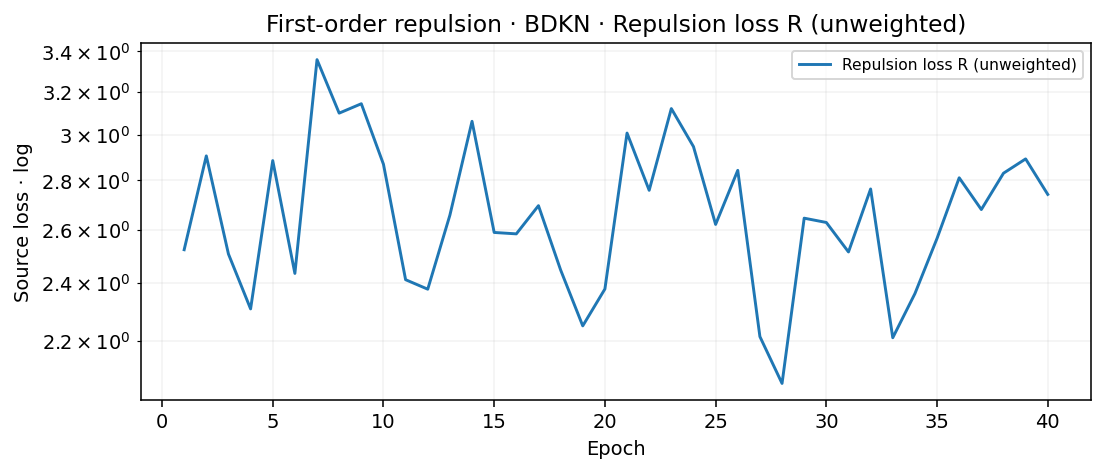 First-order repulsion · BDKN · Repulsion loss R (unweighted)
Repulsion loss R (unweighted)
Source loss · log
3.4 × 10⁰
3.2 × 10⁰
3 × 10⁰
2.8 × 10⁰
2.6 × 10⁰
2.4 × 10⁰
2.2 × 10⁰
0 5 10 15 20 25 30 35 40
Epoch